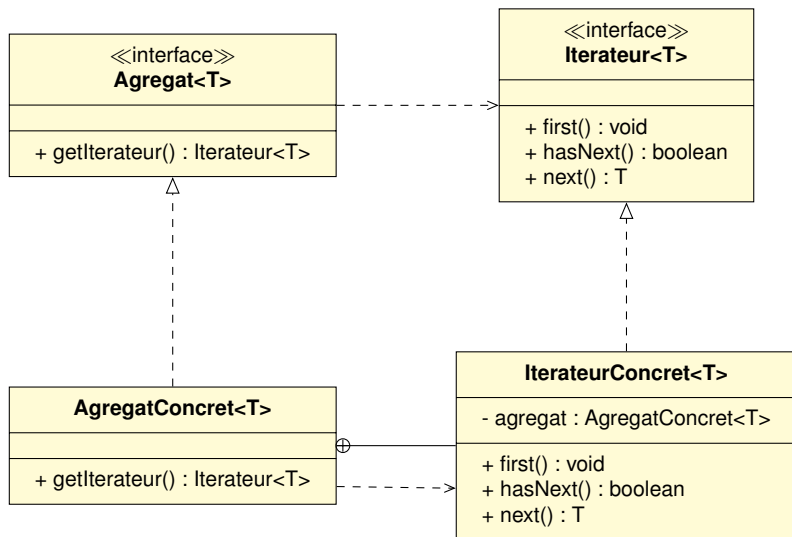 ≪interface≫
Agregat<T>
+ getIterateur() : Iterateur<T>
≪interface≫
Iterateur<T>
+ first() : void
+ hasNext() : boolean
+ next() : T
AgregatConcret<T>
+ getIterateur() : Iterateur<T>
IterateurConcret<T>
- agregat : AgregatConcret<T>
+ first() : void
+ hasNext() : boolean
+ next() : T